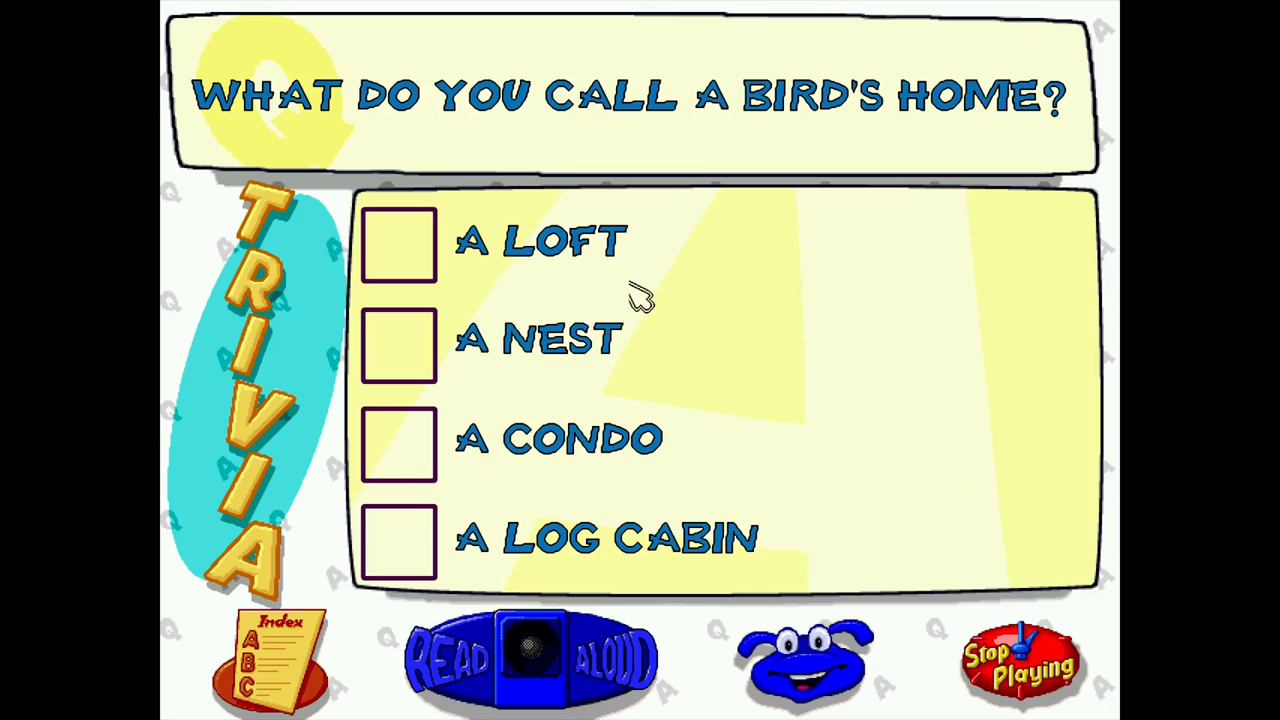 WHAT DO YOU CALL A BIRD'S HOME?
TRIVIA
A LOFT
A NEST
A CONDO
A LOG CABIN
Index
A
B
C
READ ALOUD
Stop
Playing